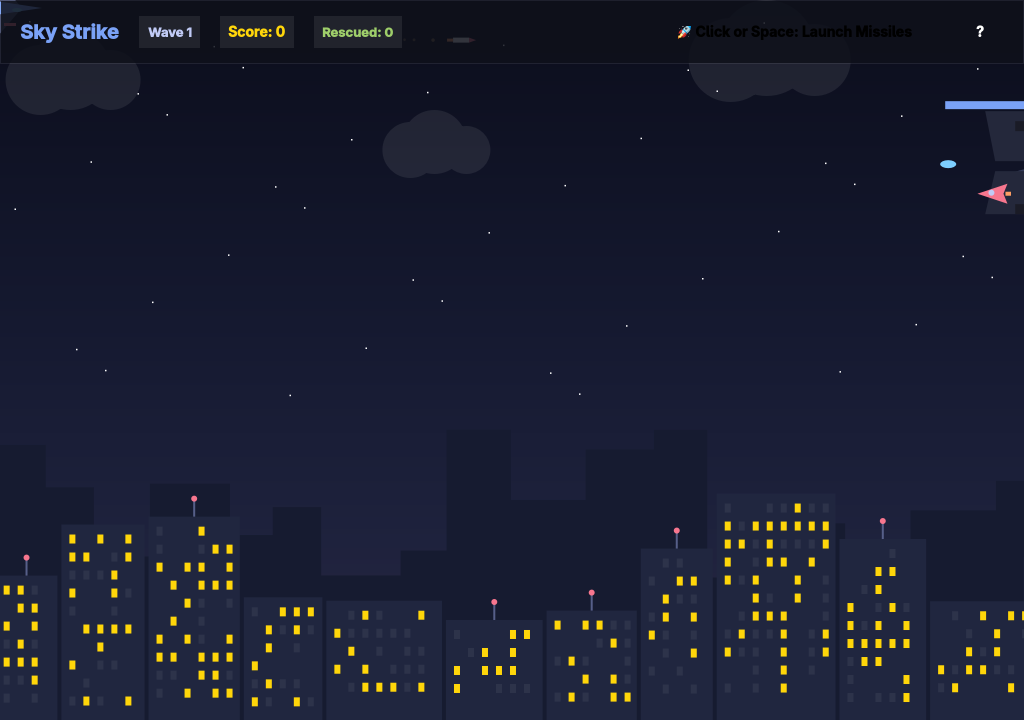 Sky Strike
Wave 1
Score: 0
Rescued: 0
🚀 Click or Space: Launch Missiles
?